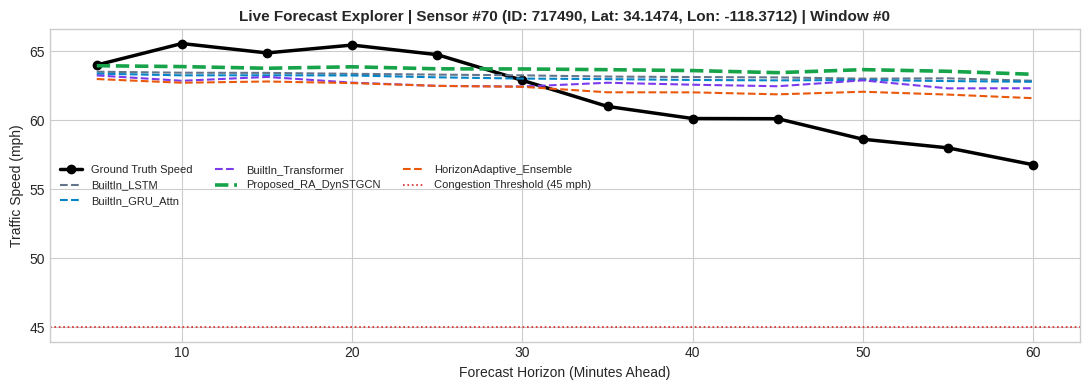 Live Forecast Explorer | Sensor #70 (ID: 717490, Lat: 34.1474, Lon: -118.3712) | Window #0
Traffic Speed (mph)
65
60
55
50
45
Ground Truth Speed
BuiltIn_LSTM
BuiltIn_GRU_Attn
BuiltIn_Transformer
Proposed_RA_DynSTGCN
HorizonAdaptive_Ensemble
Congestion Threshold (45 mph)
10 20 30 40 50 60
Forecast Horizon (Minutes Ahead)